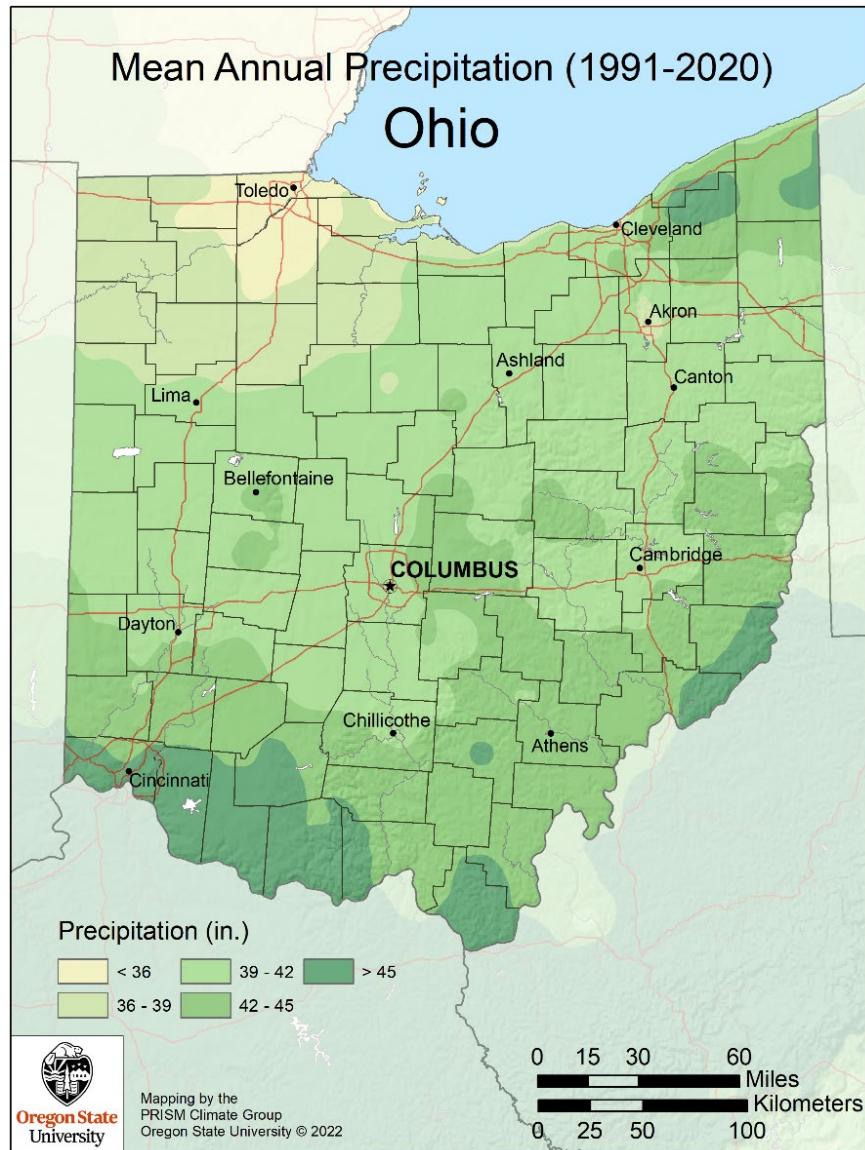 Mean Annual Precipitation (1991-2020)
Ohio
Toledo
Cleveland
Akron
Ashland
Canton
Lima
Bellefontaine
COLUMBUS
Cambridge
Dayton
Chillicothe
Athens
Cincinnati
Precipitation (in.)
< 36
39 - 42
> 45
36 - 39
42 - 45
Oregon State
University
Mapping by the
PRISM Climate Group
Oregon State University © 2022
0 15 30 60
Miles
Kilometers
0 25 50 100